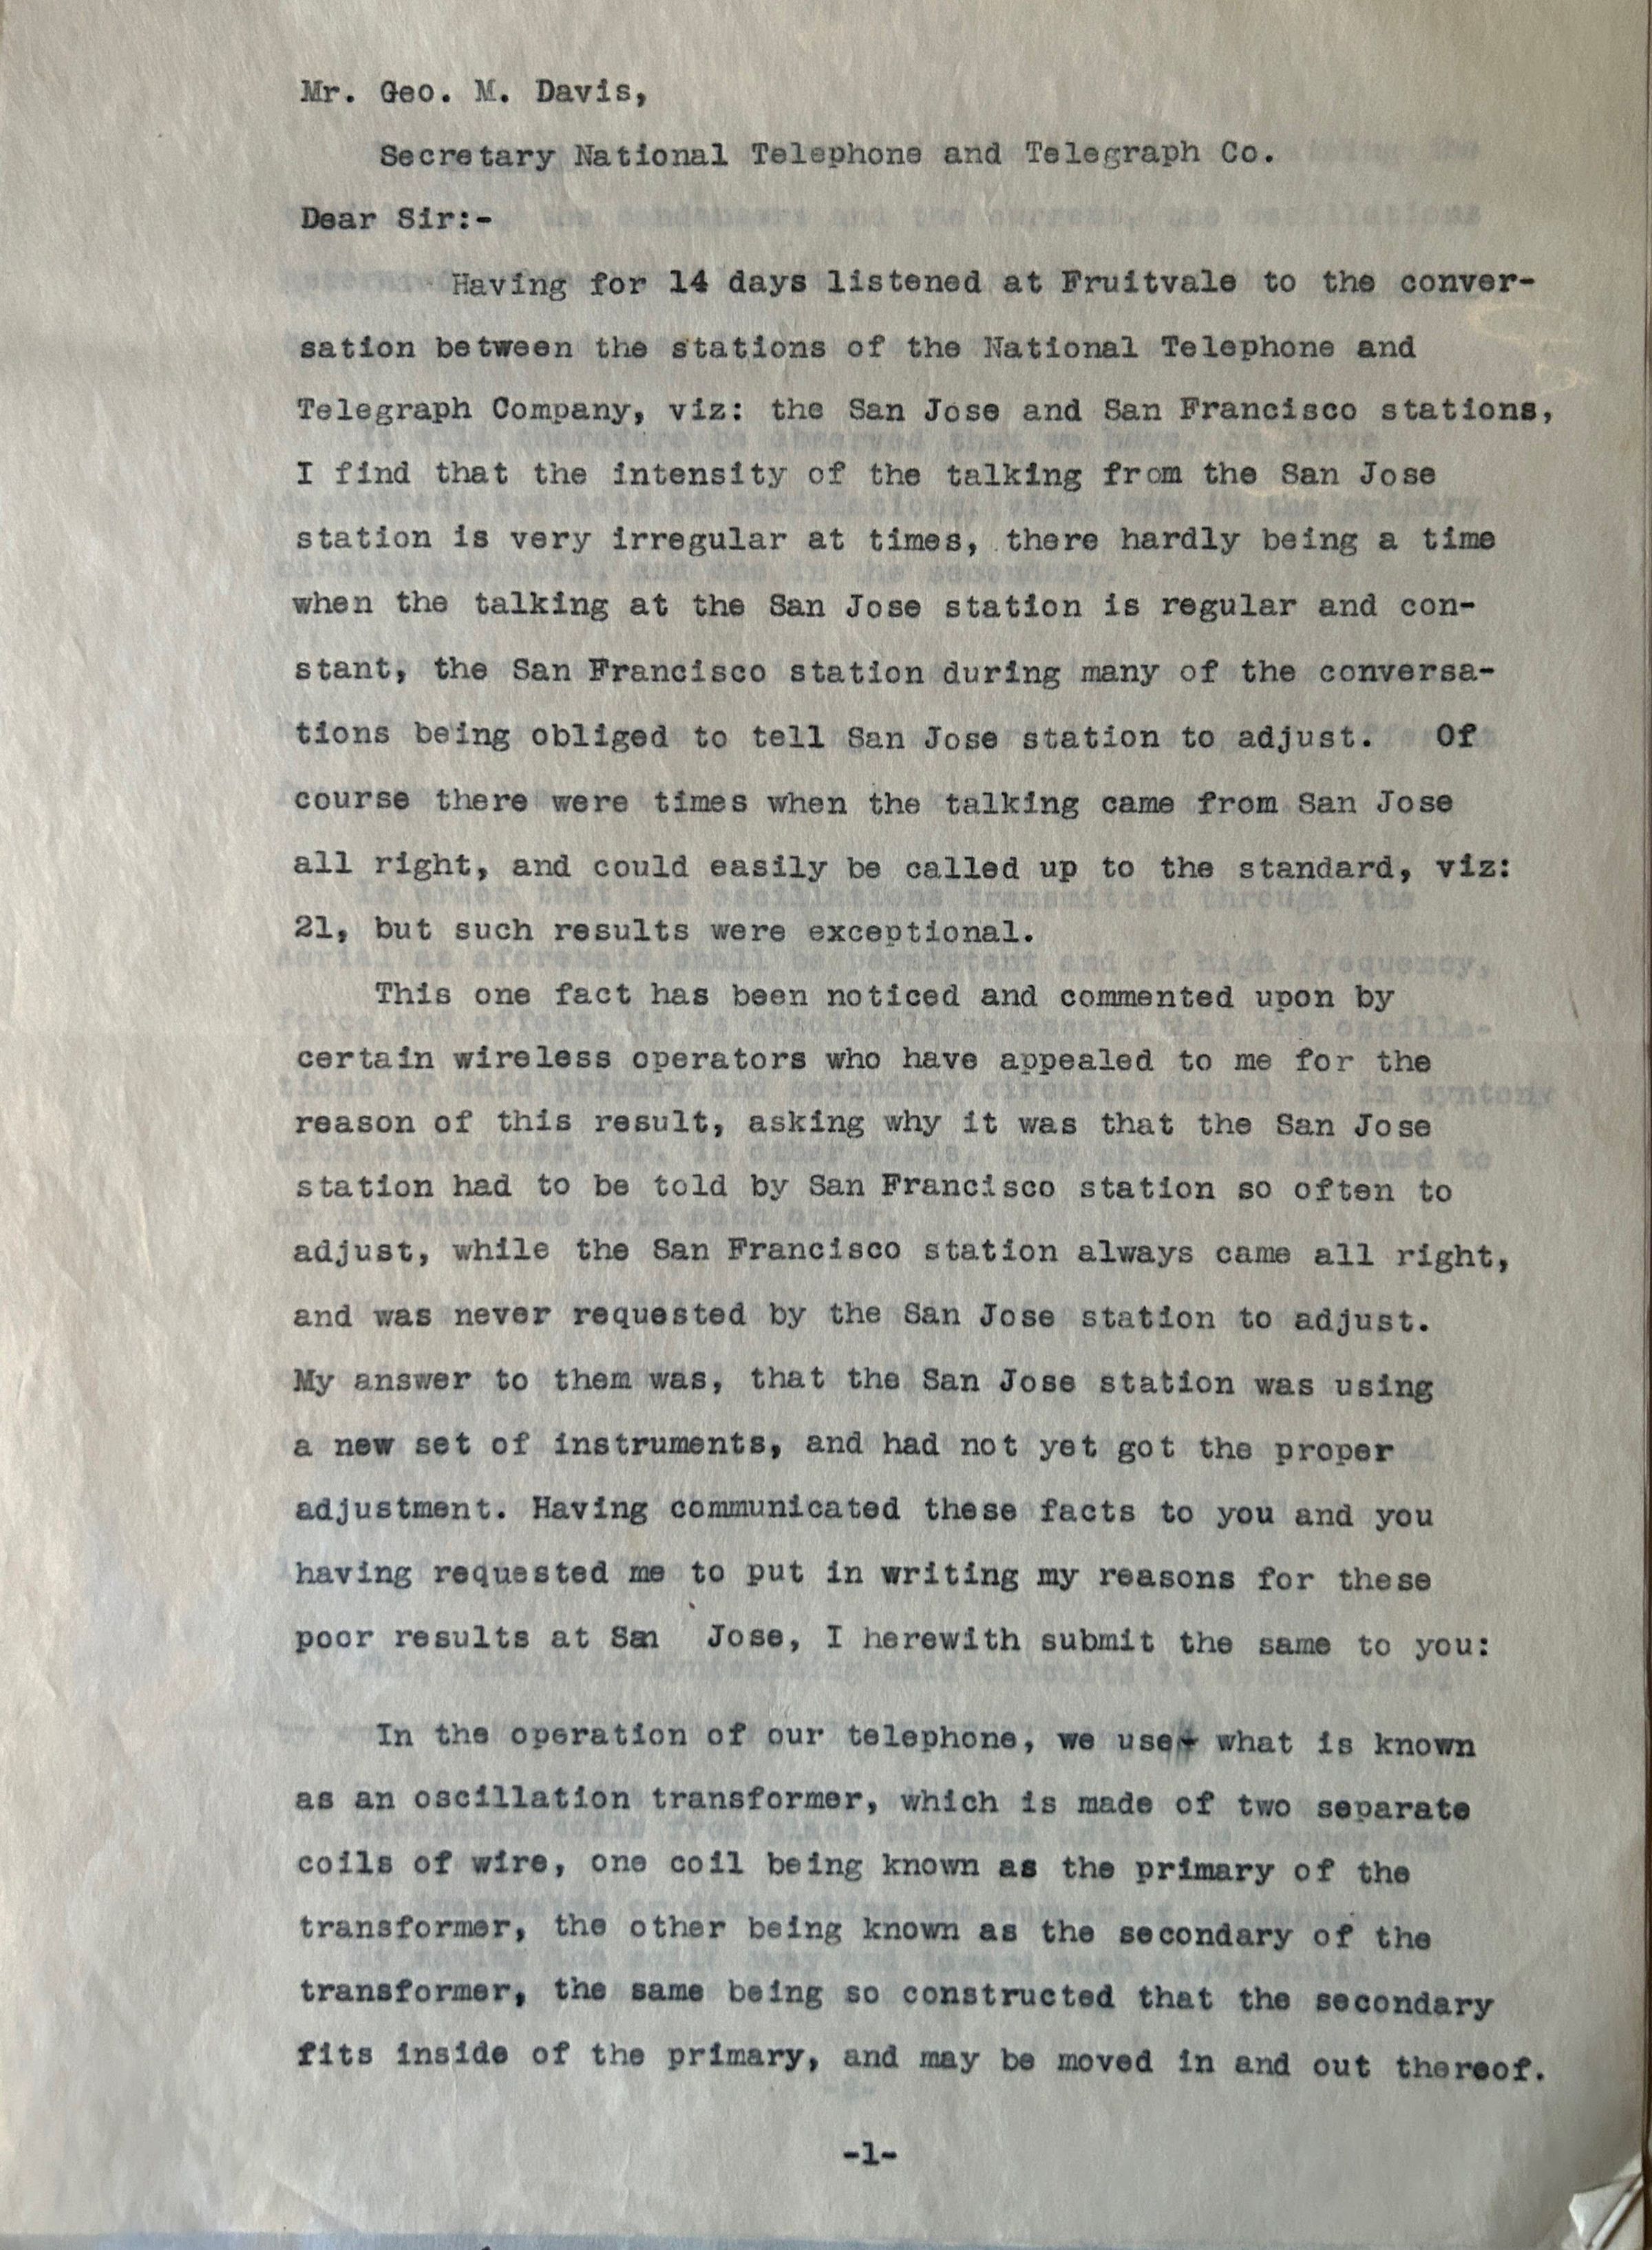 Mr. Geo. M. Davis,
Secretary National Telephone and Telegraph Co.
Dear Sir:-
Having for 14 days listened at Fruitvale to the conver-
sation between the stations of the National Telephone and
Telegraph Company, viz: the San Jose and San Francisco stations,
I find that the intensity of the talking from the San Jose
station is very irregular at times, there hardly being a time
when the talking at the San Jose station is regular and con-
stant, the San Francisco station during many of the conversa-
tions being obliged to tell San Jose station to adjust. Of
course there were times when the talking came from San Jose
all right, and could easily be called up to the standard, viz:
21, but such results were exceptional.
This one fact has been noticed and commented upon by
certain wireless operators who have appealed to me for the
reason of this result, asking why it was that the San Jose
station had to be told by San Francisco station so often to
adjust, while the San Francisco station always came all right,
and was never requested by the San Jose station to adjust.
My answer to them was, that the San Jose station was using
a new set of instruments, and had not yet got the proper
adjustment. Having communicated these facts to you and you
having requested me to put in writing my reasons for these
poor results at San Jose, I herewith submit the same to you:
In the operation of our telephone, we use what is known
as an oscillation transformer, which is made of two separate
coils of wire, one coil being known as the primary of the
transformer, the other being known as the secondary of the
transformer, the same being so constructed that the secondary
fits inside of the primary, and may be moved in and out thereof.
-1-